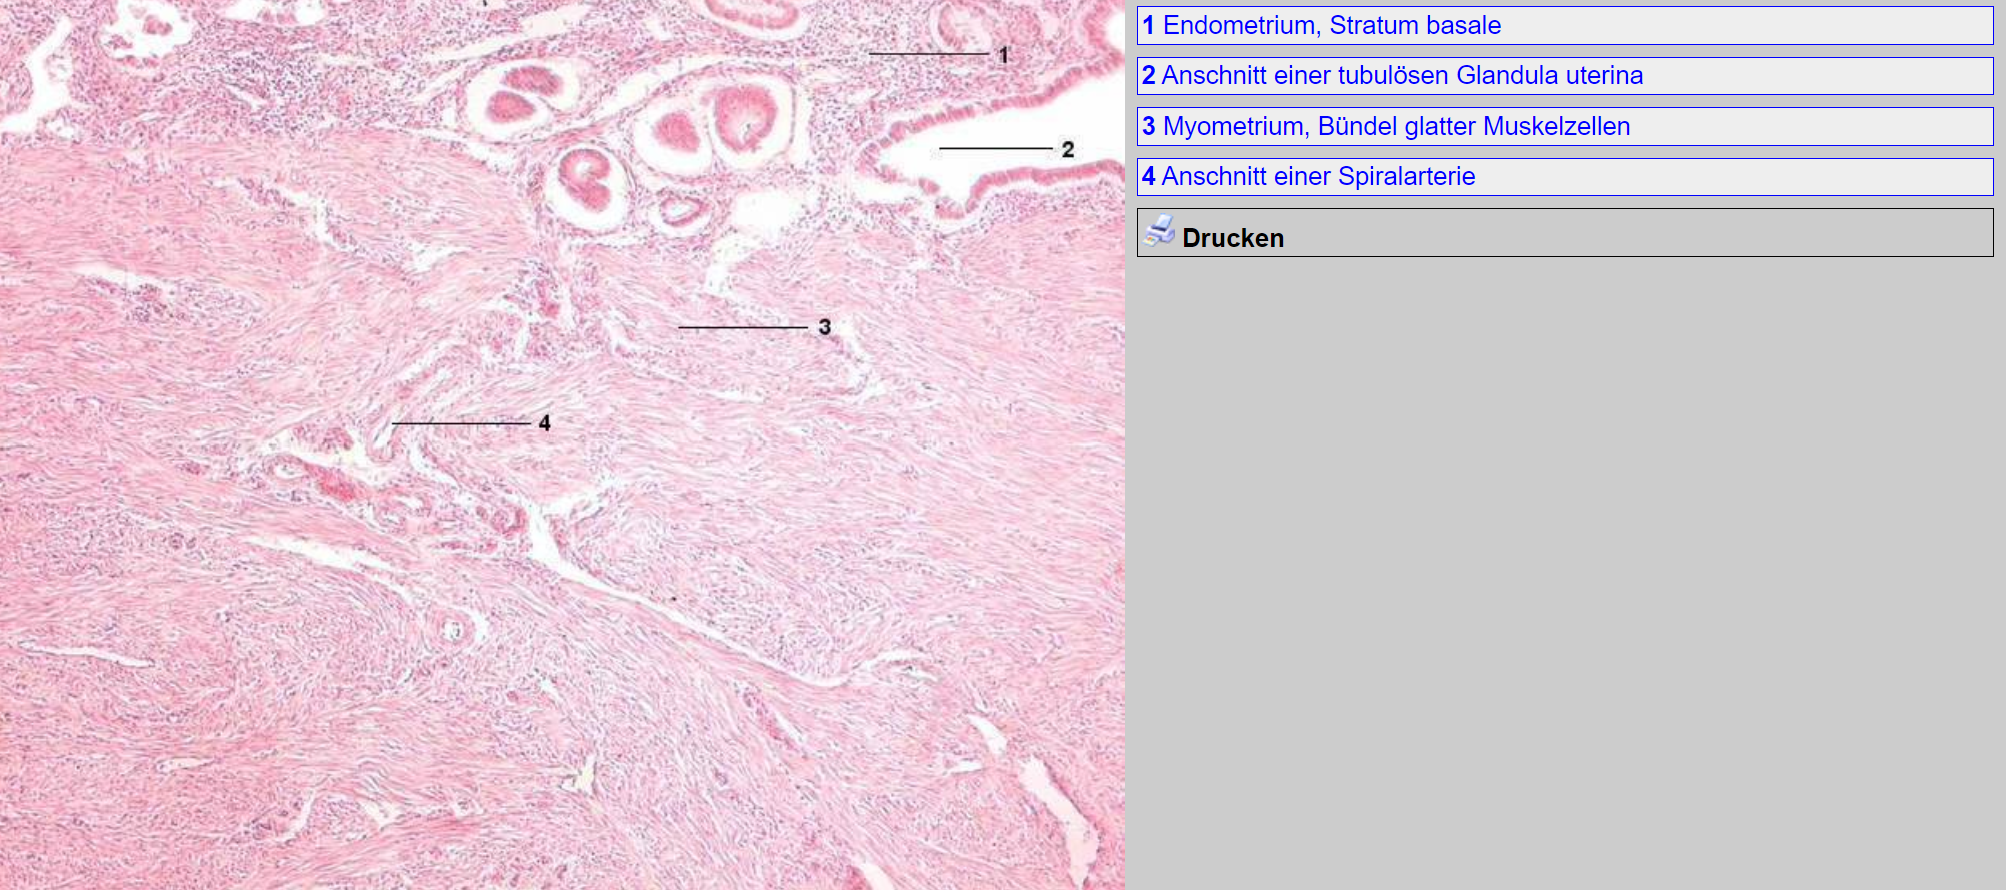 1
2
3
4
1 Endometrium, Stratum basale
2 Anschnitt einer tubulösen Glandula uterina
3 Myometrium, Bündel glatter Muskelzellen
4 Anschnitt einer Spiralarterie
Drucken